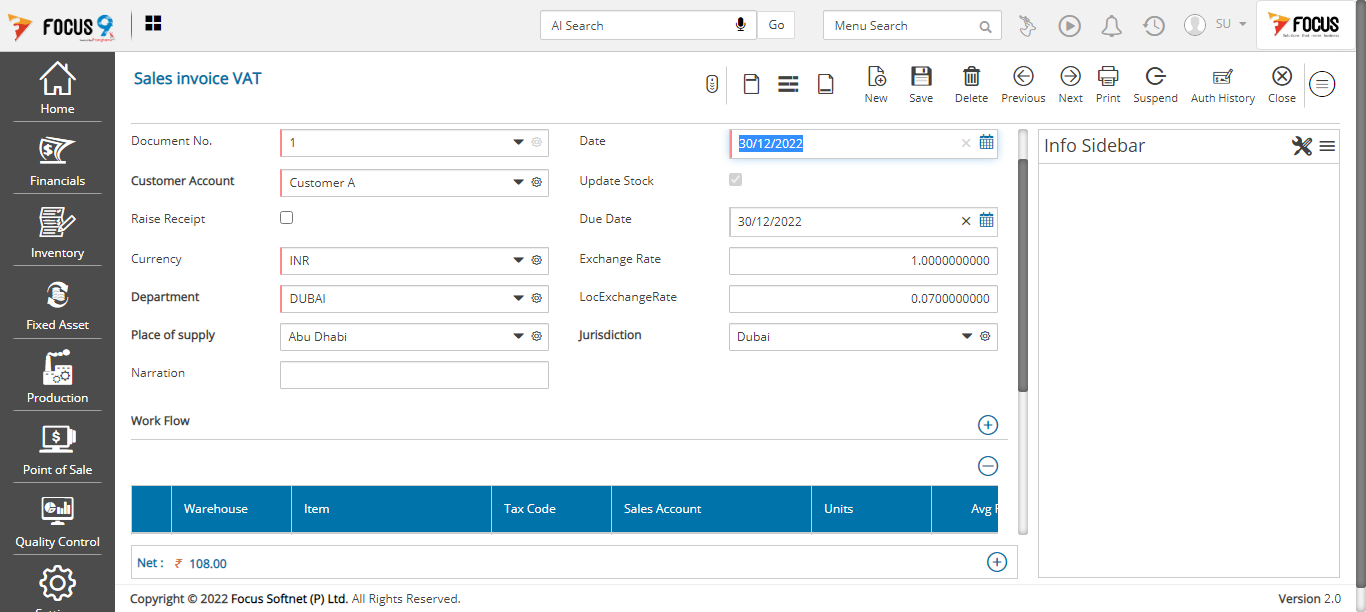 FOCUS 9
AI Search
Go
Menu Search
SU
FOCUS
Home
Financials
Inventory
Fixed Asset
Production
Point of Sale
Quality Control
Sales invoice VAT
New
Save
Delete
Previous
Next
Print
Suspend
Auth History
Close
Document No.
1
Date
30/12/2022
Customer Account
Customer A
Update Stock
Raise Receipt
Due Date
30/12/2022
Currency
INR
Exchange Rate
1.0000000000
Department
DUBAI
LocExchangeRate
0.0700000000
Place of supply
Abu Dhabi
Jurisdiction
Dubai
Narration
Work Flow
Warehouse
Item
Tax Code
Sales Account
Units
Avg
Net : ₹ 108.00
Info Sidebar
Copyright © 2022 Focus Softnet (P) Ltd. All Rights Reserved.
Version 2.0